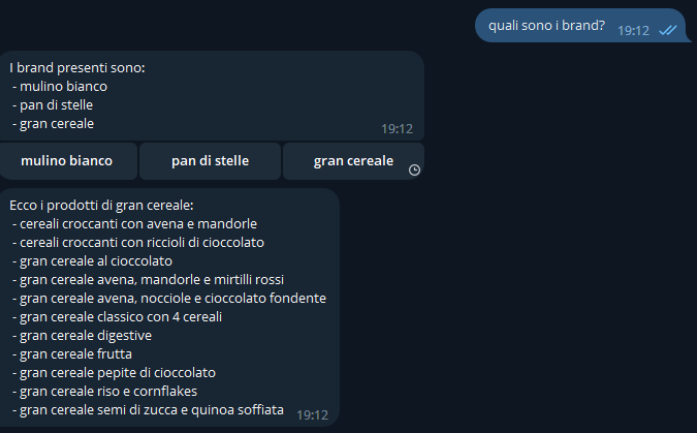 quali sono i brand? 19:12
I brand presenti sono:
- mulino bianco
- pan di stelle
- gran cereale
19:12
mulino bianco pan di stelle gran cereale
Ecco i prodotti di gran cereale:
- cereali croccanti con avena e mandorle
- cereali croccanti con riccioli di cioccolato
- gran cereale al cioccolato
- gran cereale avena, mandorle e mirtilli rossi
- gran cereale avena, nocciole e cioccolato fondente
- gran cereale classico con 4 cereali
- gran cereale digestive
- gran cereale frutta
- gran cereale pepite di cioccolato
- gran cereale riso e cornflakes
- gran cereale semi di zucca e quinoa soffiata 19:12